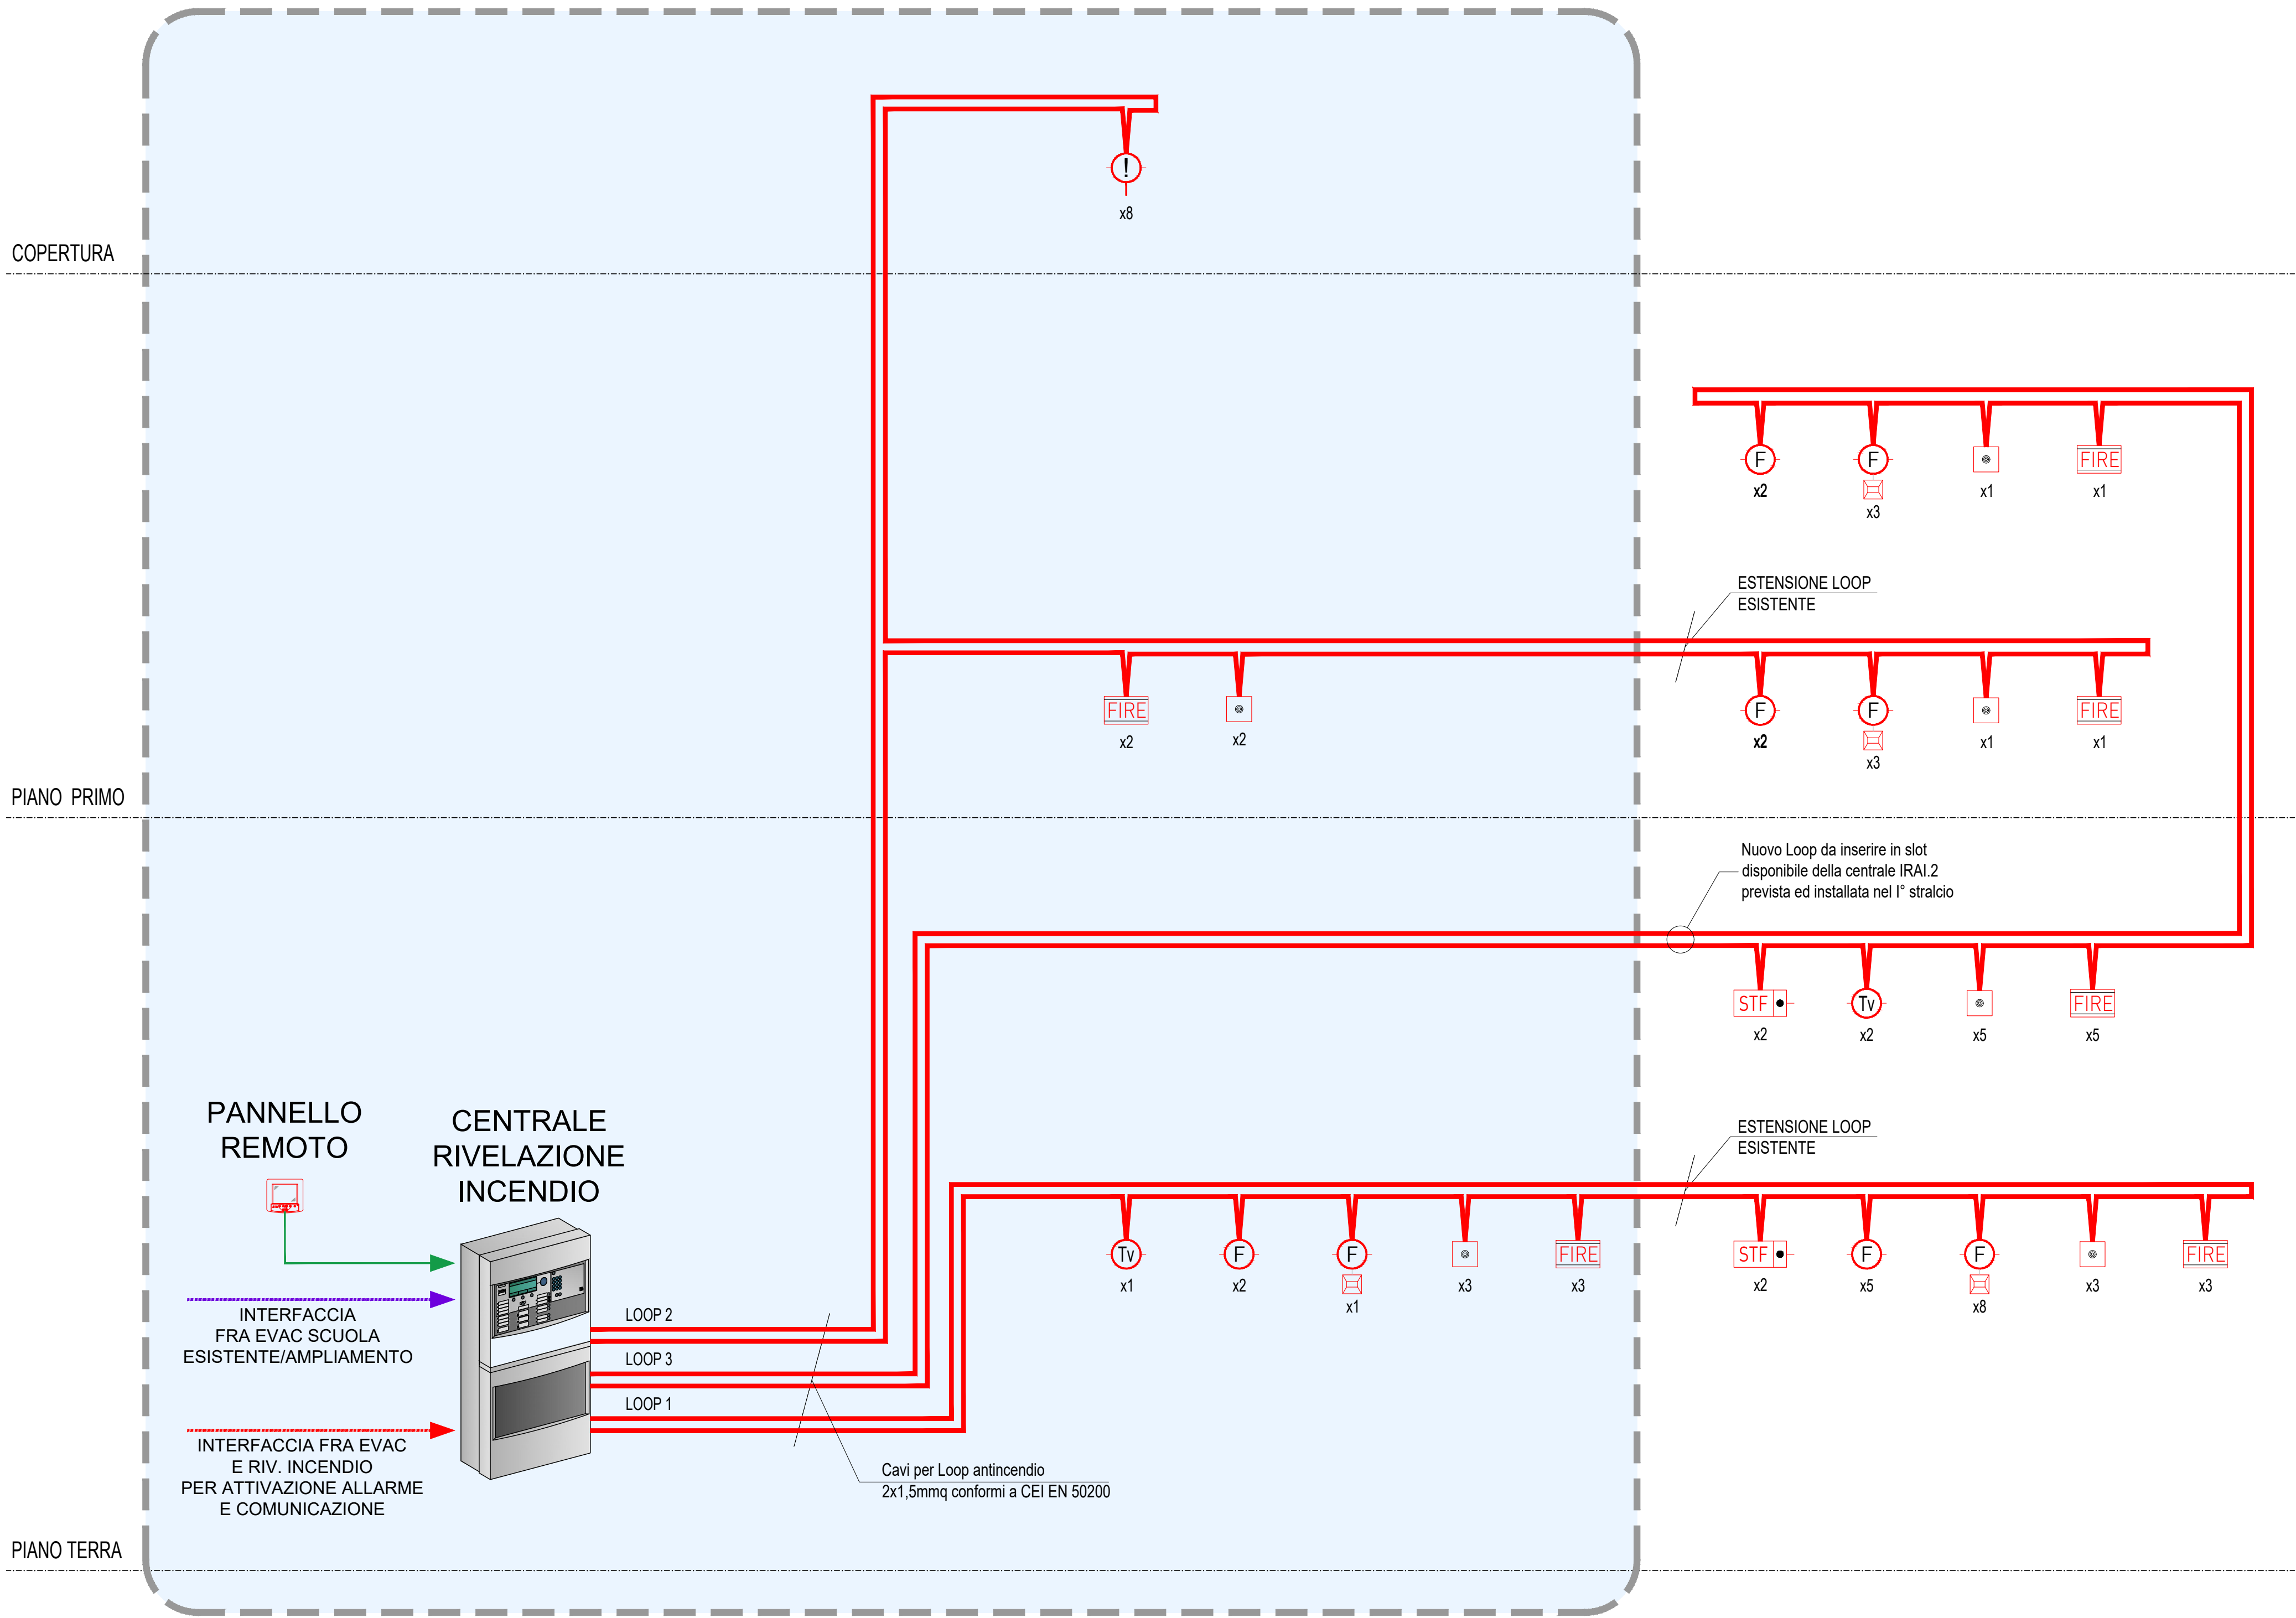 !
x8
COPERTURA
F
F
FIRE
x2
x3
x1
x1
ESTENSIONE LOOP
ESISTENTE
FIRE
x2
x2
F
F
FIRE
x2
x3
x1
x1
PIANO PRIMO
Nuovo Loop da inserire in slot
disponibile della centrale IRAI.2
prevista ed installata nel I° stralcio
STF
Tv
FIRE
x2
x2
x5
x5
PANNELLO
REMOTO
CENTRALE
RIVELAZIONE
INCENDIO
ESTENSIONE LOOP
ESISTENTE
Tv
F
F
FIRE
x1
x2
x1
x3
x3
STF
F
F
FIRE
x2
x5
x8
x3
x3
INTERFACCIA
FRA EVAC SCUOLA
ESISTENTE/AMPLIAMENTO
LOOP 2
LOOP 3
LOOP 1
INTERFACCIA FRA EVAC
E RIV. INCENDIO
PER ATTIVAZIONE ALLARME
E COMUNICAZIONE
Cavi per Loop antincendio
2x1,5mmq conformi a CEI EN 50200
PIANO TERRA